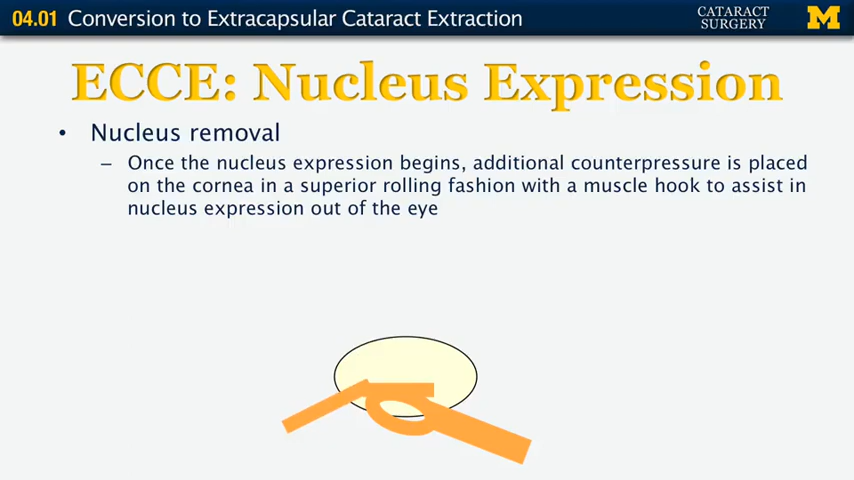 04.01 Conversion to Extracapsular Cataract Extraction
CATARACT
SURGERY
M
ECCE: Nucleus Expression
• Nucleus removal
– Once the nucleus expression begins, additional counterpressure is placed
on the cornea in a superior rolling fashion with a muscle hook to assist in
nucleus expression out of the eye